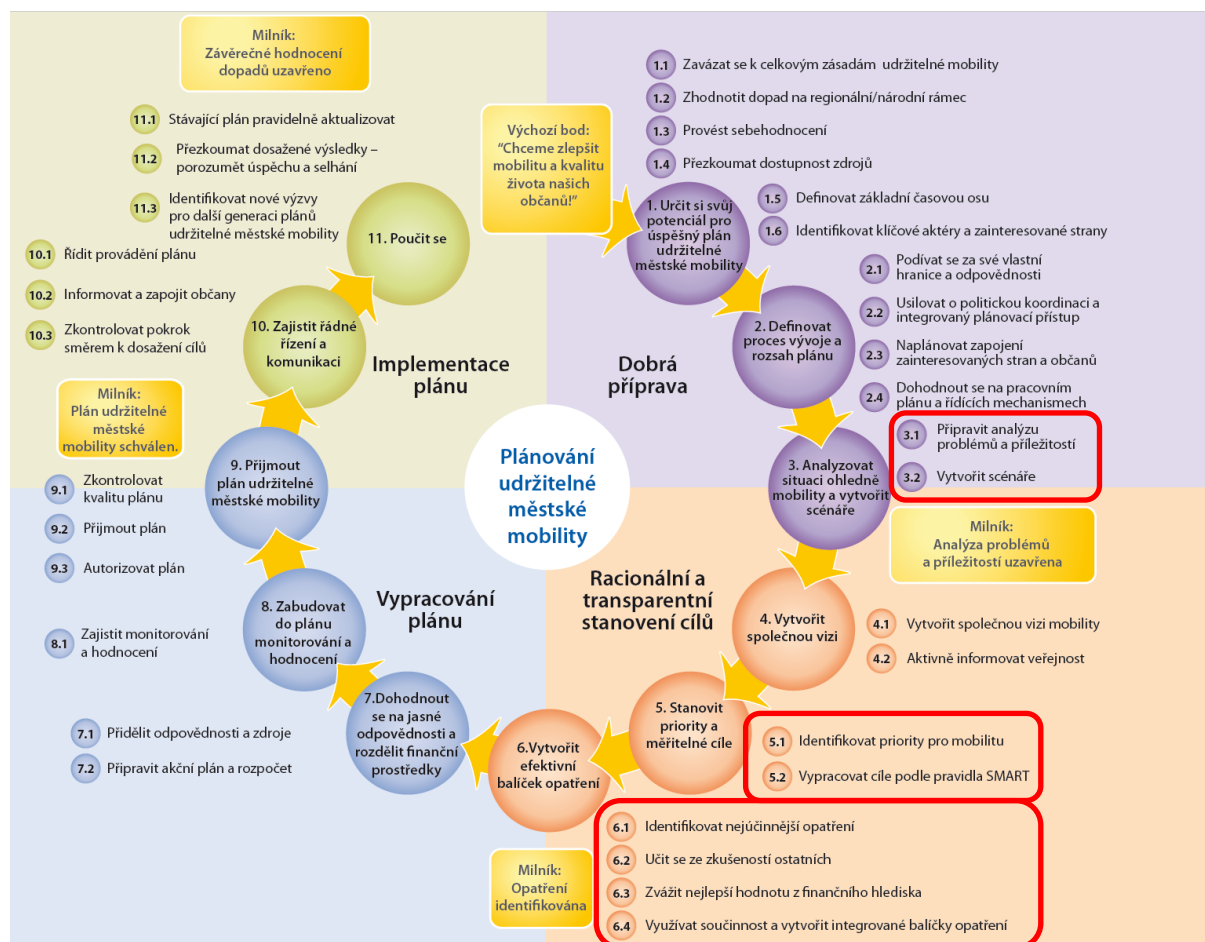 Milník:
Závěrečné hodnocení
dopadů uzavřeno
11.1 Stávající plán pravidelně aktualizovat
11.2 Přezkoumat dosažené výsledky –
porozumět úspěchu a selhání
11.3 Identifikovat nové výzvy
pro další generaci plánů
udržitelné městské mobility
11. Poučit se
10.1 Řídit provádění plánu
10.2 Informovat a zapojit občany
10.3 Zkontrolovat pokrok
směrem k dosažení cílů
10. Zajistit řádné
řízení a
komunikaci
Implementace
plánu
Milník:
Plán udržitelné
městské
mobility schválen.
Výchozí bod:
“Chceme zlepšit
mobilitu a kvalitu
života našich
občanů!”
1.1 Zavázat se k celkovým zásadám udržitelné mobility
1.2 Zhodnotit dopad na regionální/národní rámec
1.3 Provést sebehodnocení
1.4 Přezkoumat dostupnost zdrojů
1.5 Definovat základní časovou osu
1.6 Identifikovat klíčové aktéry a zainteresované strany
1. Určit si svůj
potenciál pro
úspěšný plán
udržitelné
městské mobility
2.1 Podívat se za své vlastní
hranice a odpovědnosti
2.2 Usilovat o politickou koordinaci a
integrovaný plánovací přístup
2.3 Naplánovat zapojení
zainteresovaných stran a občanů
2.4 Dohodnout se na pracovním
plánu a řídících mechanismech
2. Definovat
proces vývoje a
rozsah plánu
Dobrá
příprava
3.1 Připravit analýzu
problémů a příležitostí
3.2 Vytvořit scénáře
3. Analyzovat
situaci ohledně
mobility a vytvořit
scénáře
Milník:
Analýza problémů
a příležitostí uzavřena
Plánování
udržitelné
městské
mobility
9. Přijmout
plán udržitelné
městské mobility
9.1 Zkontrolovat
kvalitu plánu
9.2 Přijmout plán
9.3 Autorizovat plán
8. Zabudovat
do plánu
monitorování a
hodnocení
8.1 Zajistit monitorování
a hodnocení
Vypracování
plánu
7.Dohodnout
se na jasné
odpovědnosti a
rozdělit finanční
prostředky
7.1 Přidělit odpovědnosti a zdroje
7.2 Připravit akční plán a rozpočet
Racionální a
transparentní
stanovení cílů
4. Vytvořit
společnou vizi
4.1 Vytvořit společnou vizi mobility
4.2 Aktivně informovat veřejnost
5. Stanovit
priority a
měřitelné cíle
5.1 Identifikovat priority pro mobilitu
5.2 Vypracovat cíle podle pravidla SMART
6.Vytvořit
efektivní
balíček opatření
6.1 Identifikovat nejúčinnější opatření
6.2 Učit se ze zkušeností ostatních
6.3 Zvážit nejlepší hodnotu z finančního hlediska
6.4 Využívat součinnost a vytvořit integrované balíčky opatření
Milník:
Opatření
identifikována